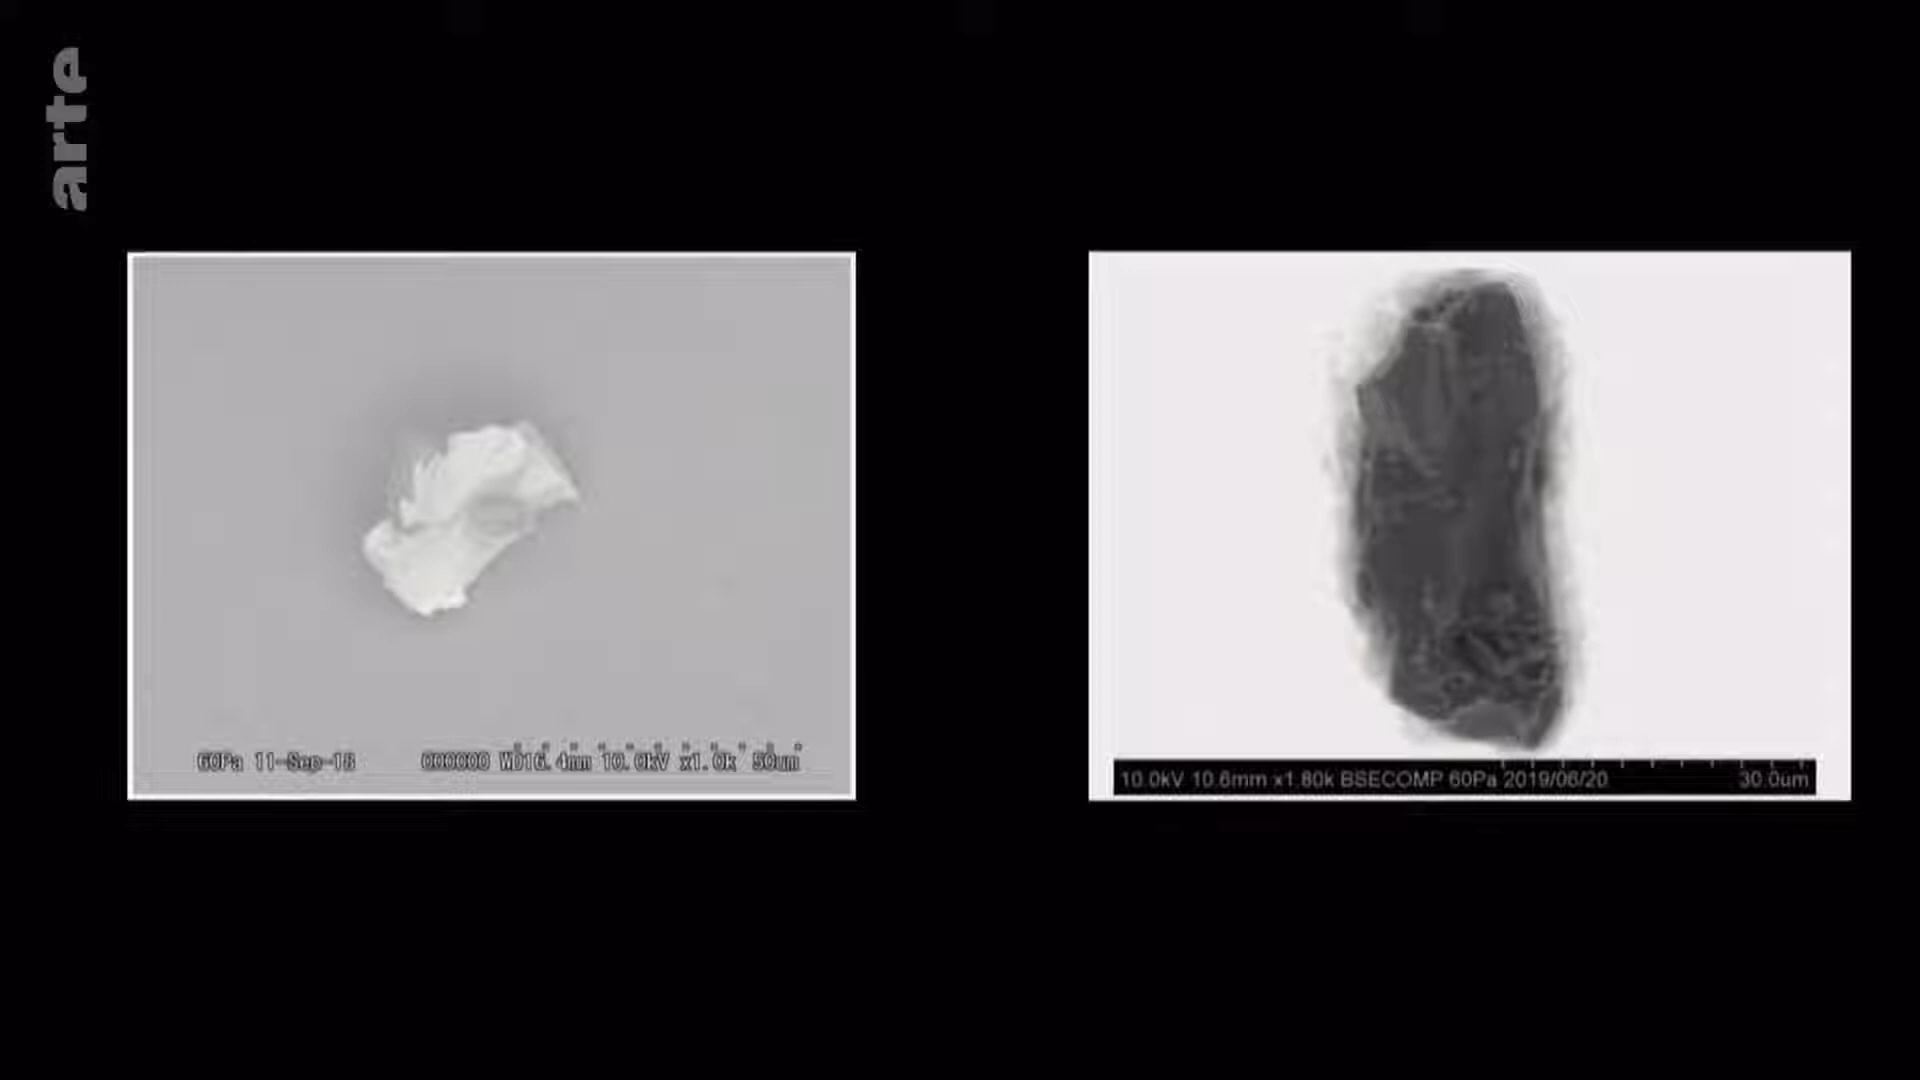 arte
60Pa 11-Sep-18 000000 WD16.4mm 10.0kV x1.0k 50um
10.0kV 10.6mm x1.80k BSECOMP 60Pa 2019/06/20 30.0um